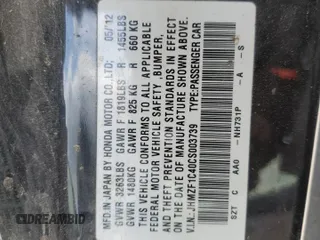 MFD. IN JAPAN BY HONDA MOTOR CO.,LTD. 05/12
GVWR 3263LBS GAWR F 1819LBS R 1455LBS
GVWR 1480KG GAWR F 825 KG R 660 KG
THIS VEHICLE CONFORMS TO ALL APPLICABLE
FEDERAL MOTOR VEHICLE SAFETY ,BUMPER,
AND THEFT PREVENTION STANDARDS IN EFFECT
ON THE DATE OF MANUFACTURE SHOWN ABOVE.
V.I.N.: JHMZF1C40CS003739 TYPE:PASSENGER CAR
SZT C AA0 - NH731P - A - S
© autobidmaster.com